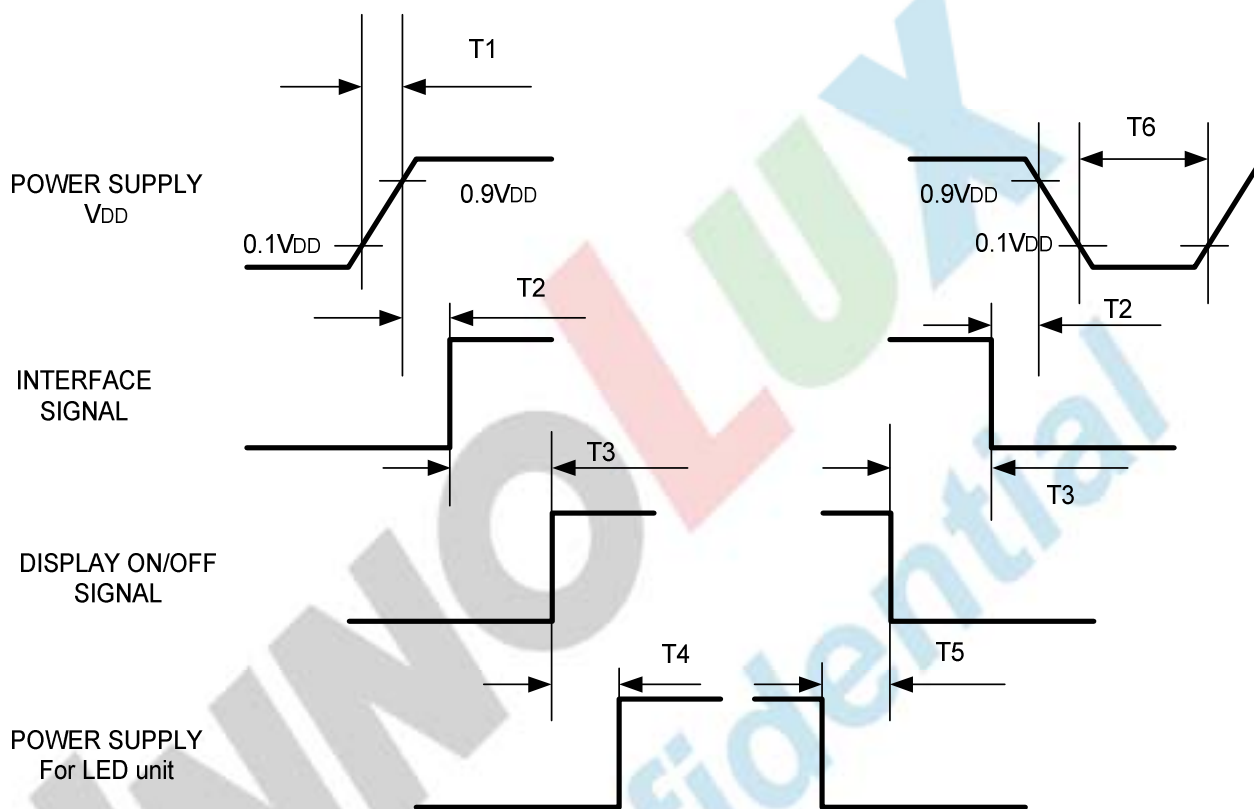 T1
T6
POWER SUPPLY
VDD
0.9VDD
0.9VDD
0.1VDD
0.1VDD
T2
T2
INTERFACE
SIGNAL
T3
T3
DISPLAY ON/OFF
SIGNAL
T4
T5
POWER SUPPLY
For LED unit
INNOLUX
fidential